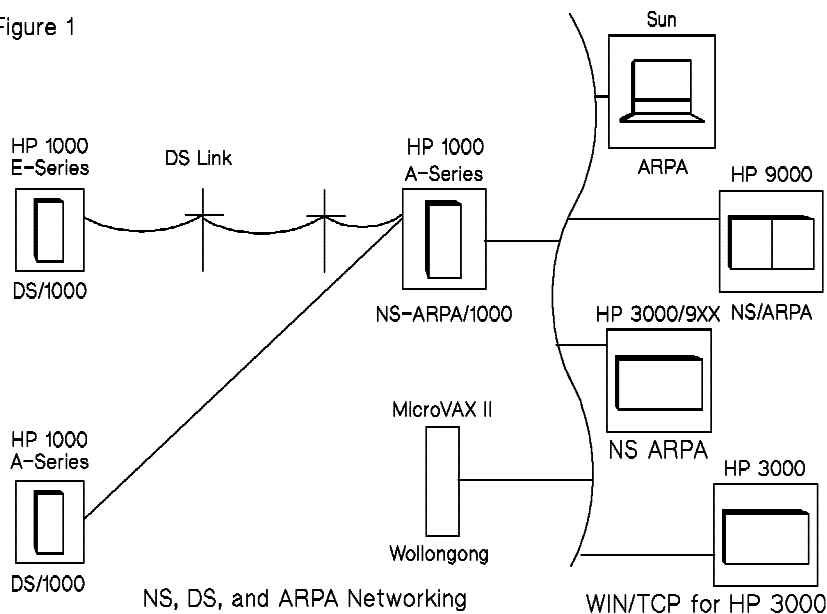 Figure 1
Sun
ARPA
HP 1000
E-Series
DS Link
HP 1000
A-Series
HP 9000
DS/1000
NS-ARPA/1000
HP 3000/9XX
NS/ARPA
MicroVAX II
NS ARPA
HP 1000
A-Series
HP 3000
Wollongong
DS/1000
NS, DS, and ARPA Networking
WIN/TCP for HP 3000